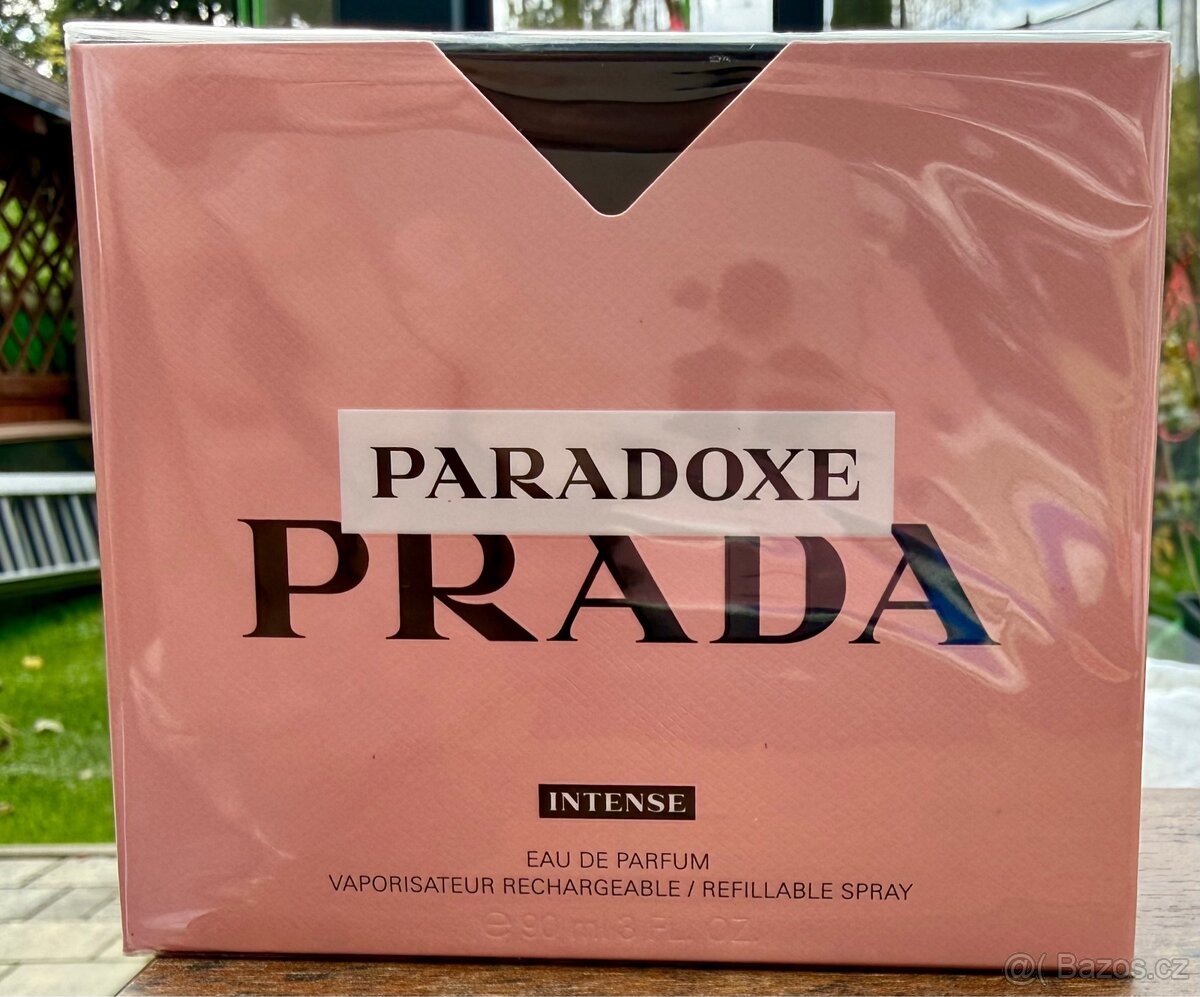 PARADOXE
PRADA
INTENSE
EAU DE PARFUM
VAPORISATEUR RECHARGEABLE / REFILLABLE SPRAY
℮ 90 ml 3 FL. OZ.
@( Bazos.cz